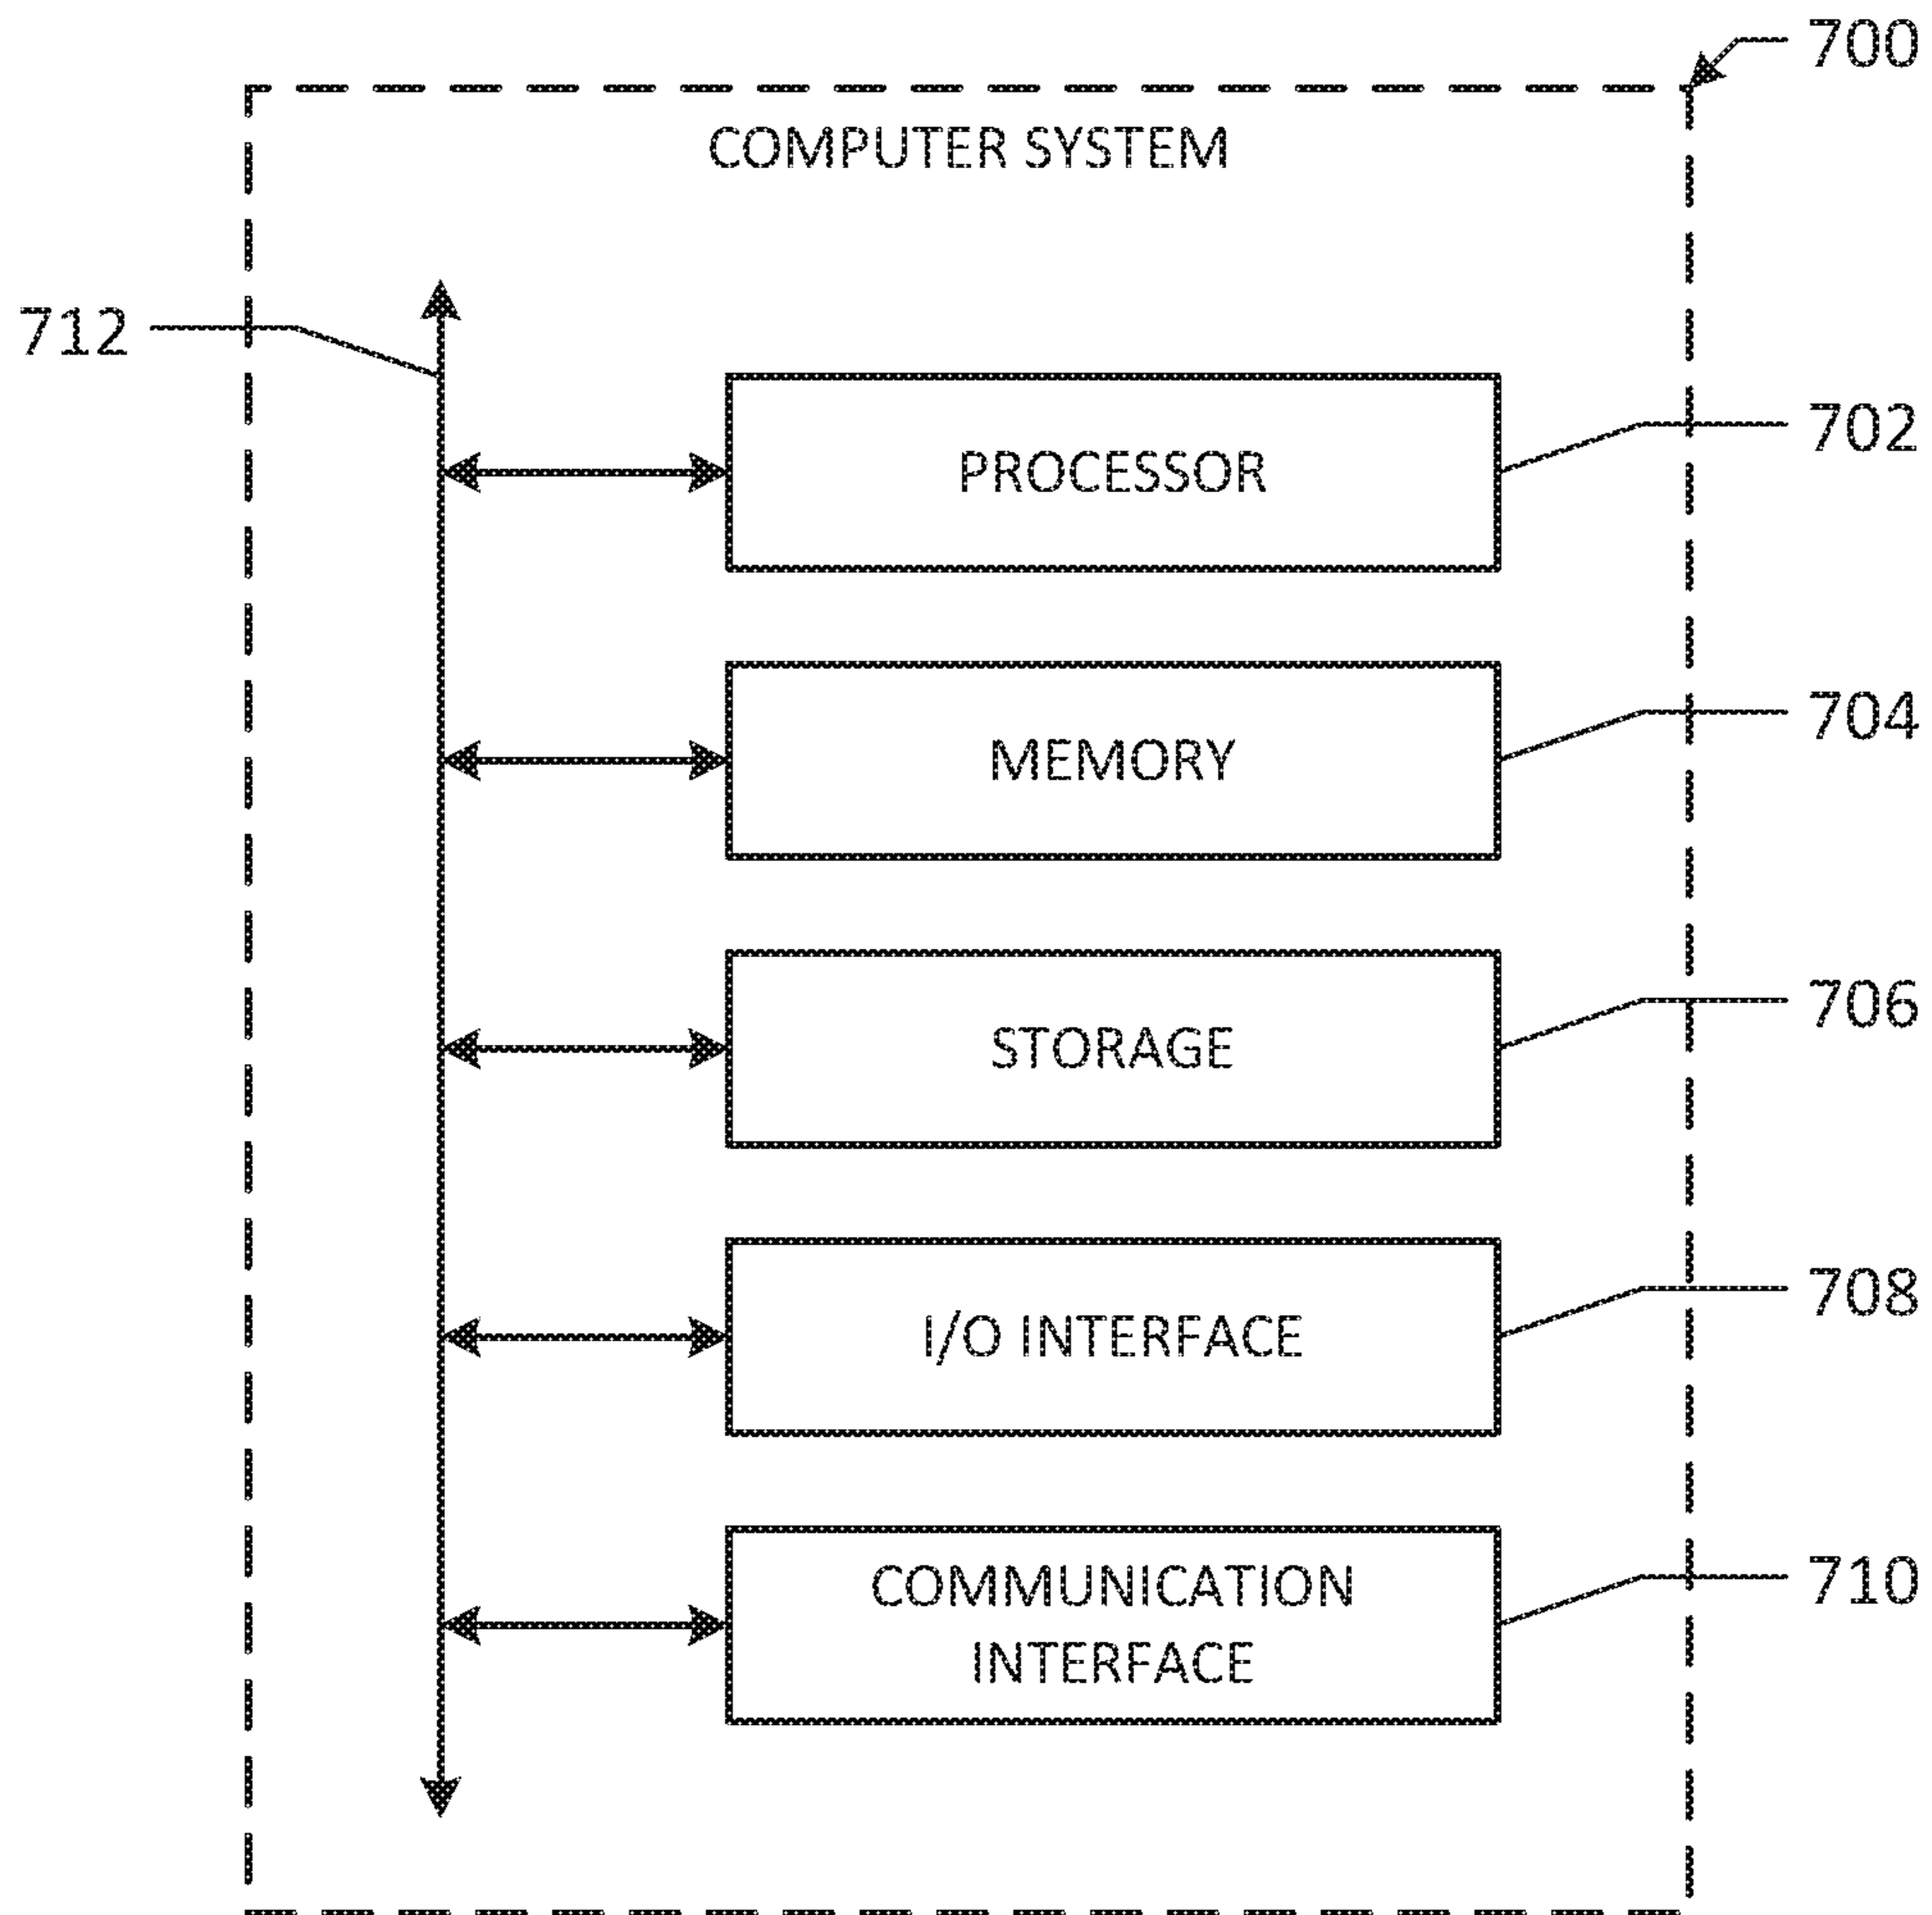 700
COMPUTER SYSTEM
712
PROCESSOR
702
MEMORY
704
STORAGE
706
I/O INTERFACE
708
COMMUNICATION
INTERFACE
710